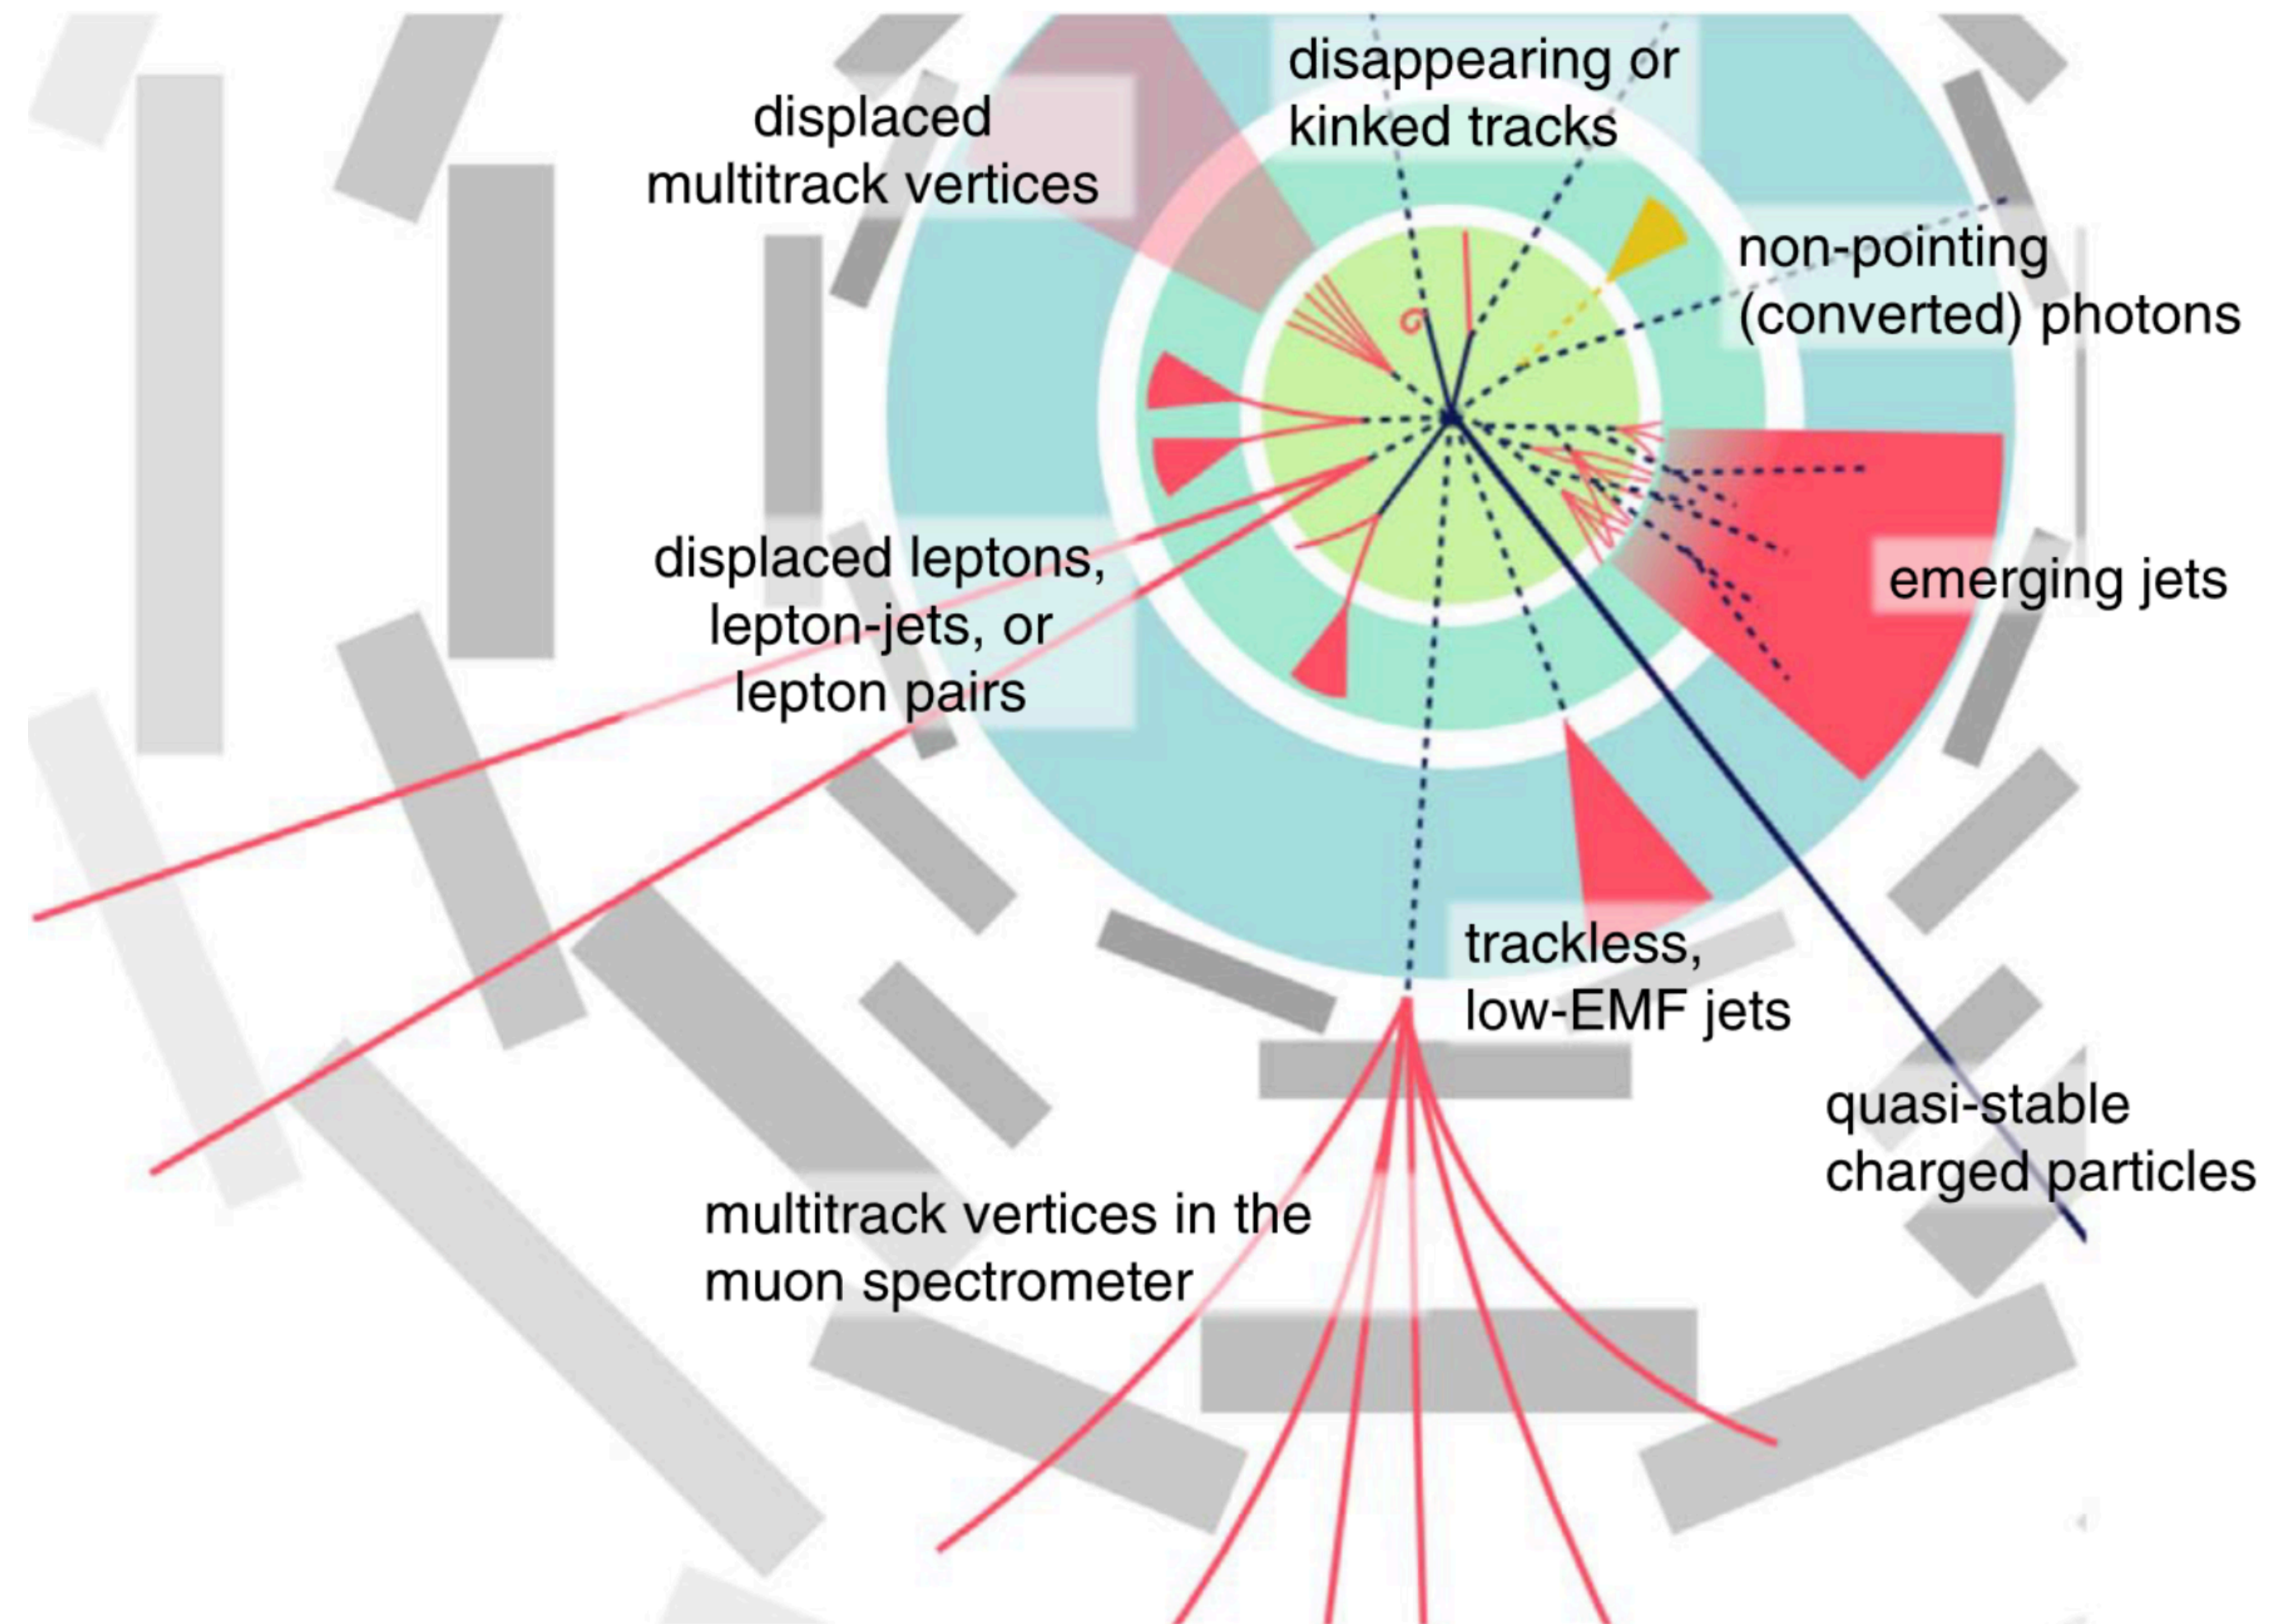 disappearing or
kinked tracks
displaced
multitrack vertices
non-pointing
(converted) photons
displaced leptons,
lepton-jets, or
lepton pairs
emerging jets
trackless,
low-EMF jets
quasi-stable
charged particles
multitrack vertices in the
muon spectrometer